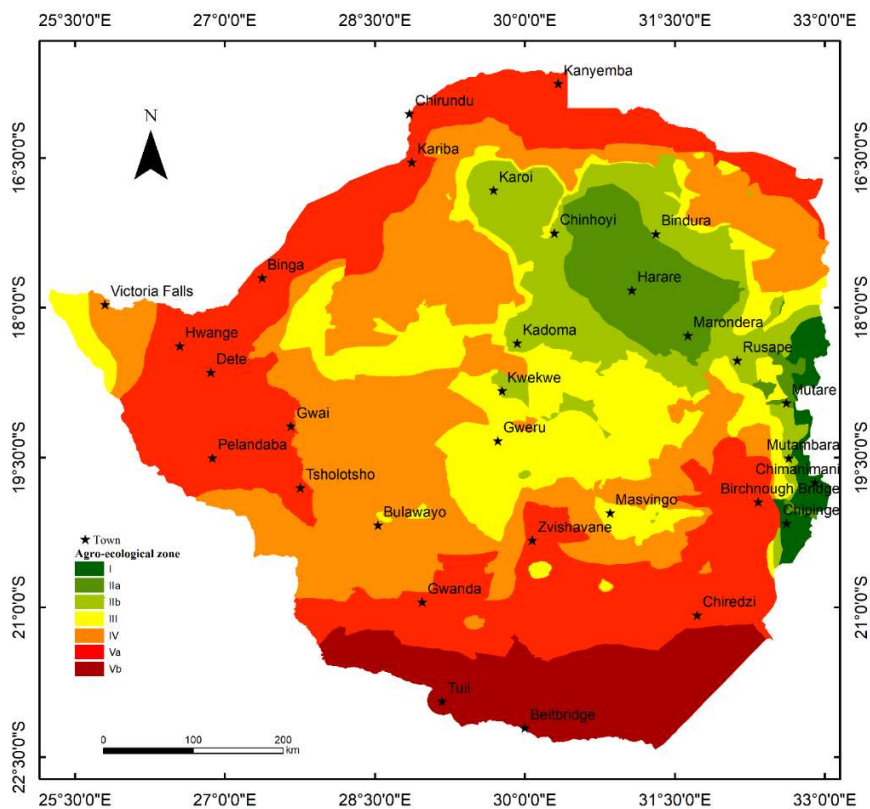 25°30'0"E 27°0'0"E 28°30'0"E 30°0'0"E 31°30'0"E 33°0'0"E
Kanyemba
Chirundu
N
Kariba
16°30'0"S
16°30'0"S
Karoi
Chinhoyi
Bindura
Binga
Harare
Victoria Falls
18°0'0"S
18°0'0"S
Hwange
Kadoma
Marondera
Dete
Rusape
Kwekwe
Mutare
Gwai
Gweru
Pelandaba
Mutambara
19°30'0"S
19°30'0"S
Chimanimani
Tsholotsho
Birchnough Bridge
Bulawayo
Masvingo
Chipinge
Zvishavane
Town
Agro-ecological zone
I
IIa
IIb
III
IV
Va
Vb
Gwanda
21°0'0"S
21°0'0"S
Chiredzi
Tuli
Beitbridge
0 100 200
km
22°30'0"S
22°30'0"S
25°30'0"E 27°0'0"E 28°30'0"E 30°0'0"E 31°30'0"E 33°0'0"E